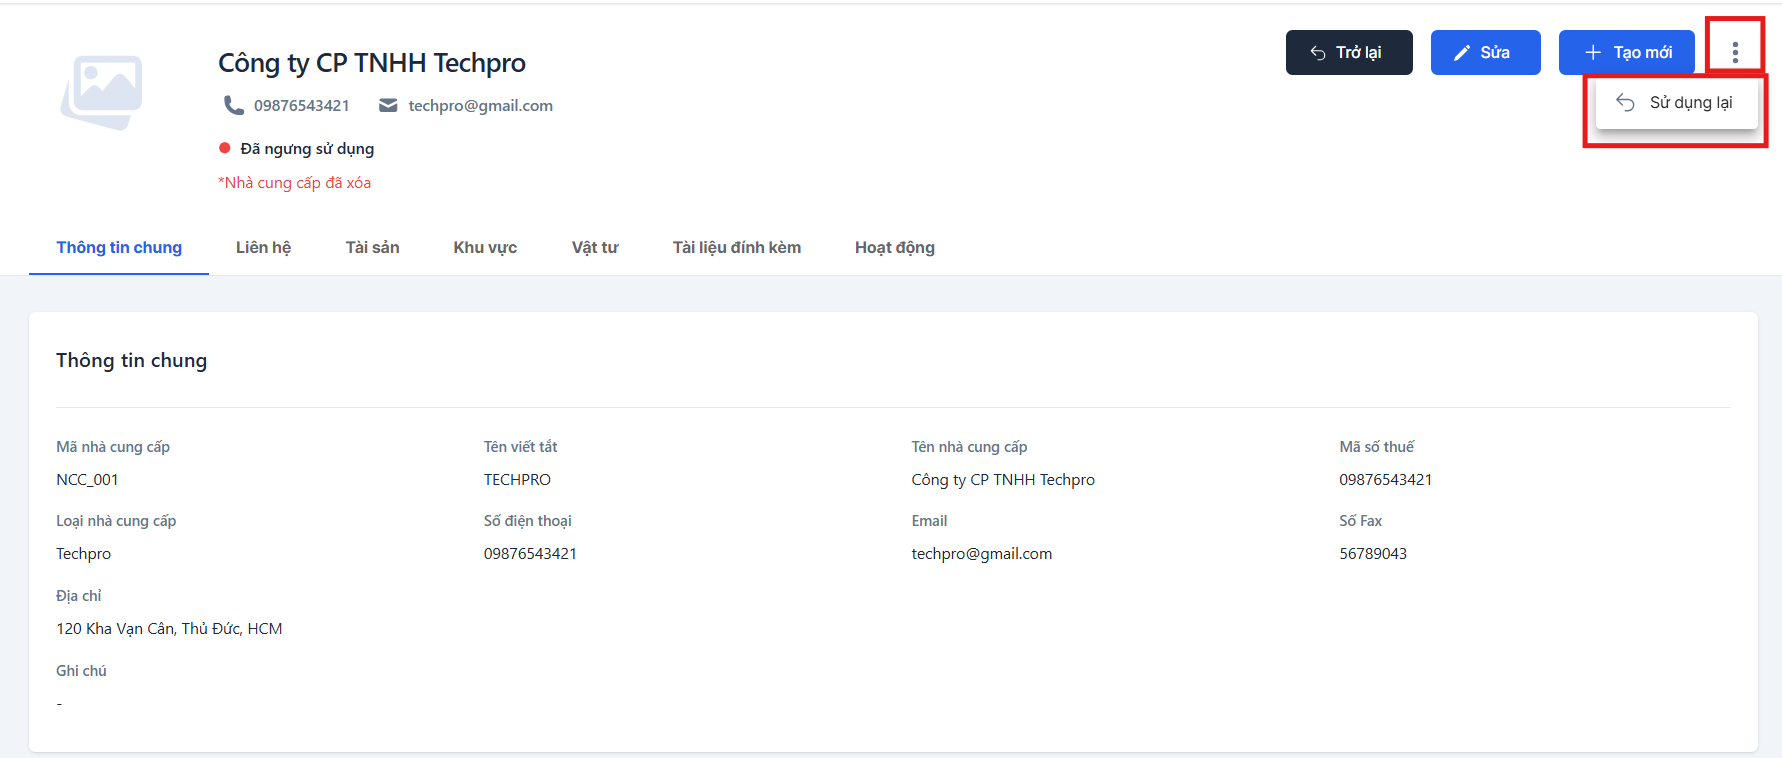 Công ty CP TNHH Techpro
09876543421 techpro@gmail.com
Đã ngưng sử dụng
*Nhà cung cấp đã xóa
Trở lại Sửa Tạo mới
Sử dụng lại
Thông tin chung Liên hệ Tài sản Khu vực Vật tư Tài liệu đính kèm Hoạt động
Thông tin chung
Mã nhà cung cấp Tên viết tắt Tên nhà cung cấp Mã số thuế
NCC_001 TECHPRO Công ty CP TNHH Techpro 09876543421
Loại nhà cung cấp Số điện thoại Email Số Fax
Techpro 09876543421 techpro@gmail.com 56789043
Địa chỉ
120 Kha Vạn Cân, Thủ Đức, HCM
Ghi chú
-